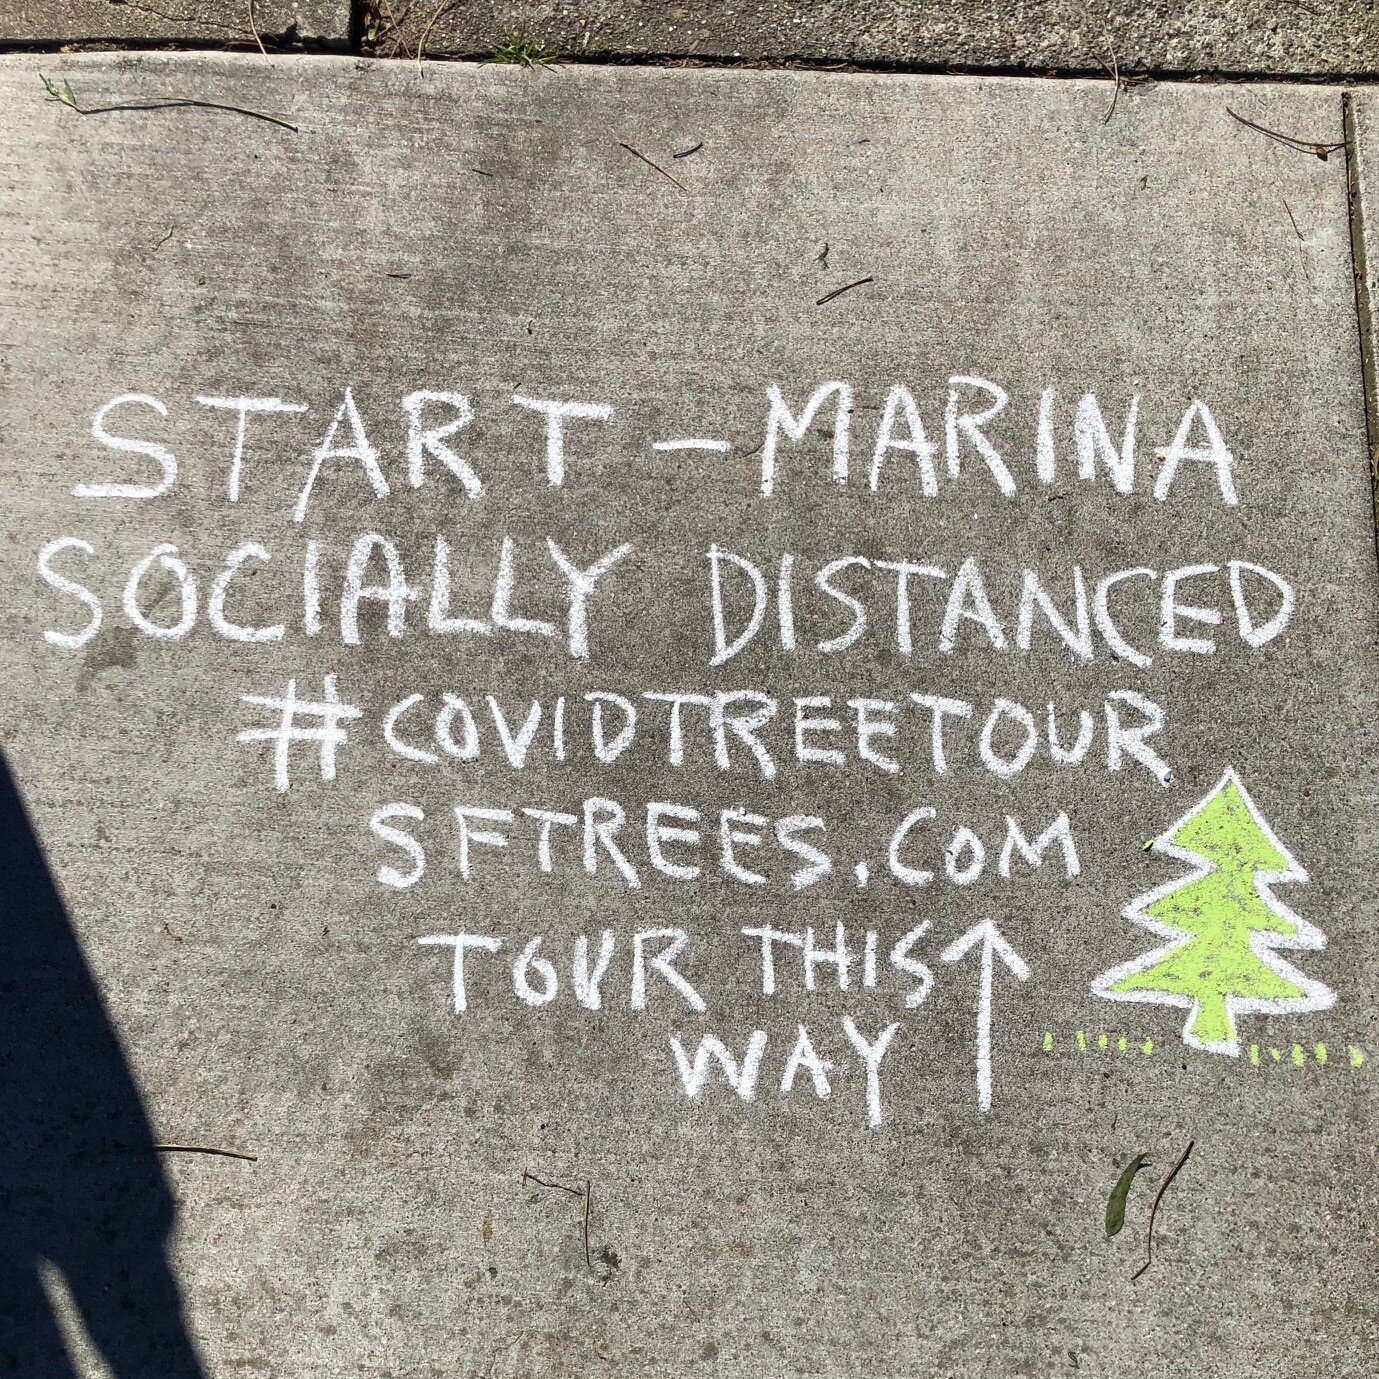 START - MARINA
SOCIALLY DISTANCED
#COVIDTREETOUR
SFTREES.COM
TOUR THIS
WAY